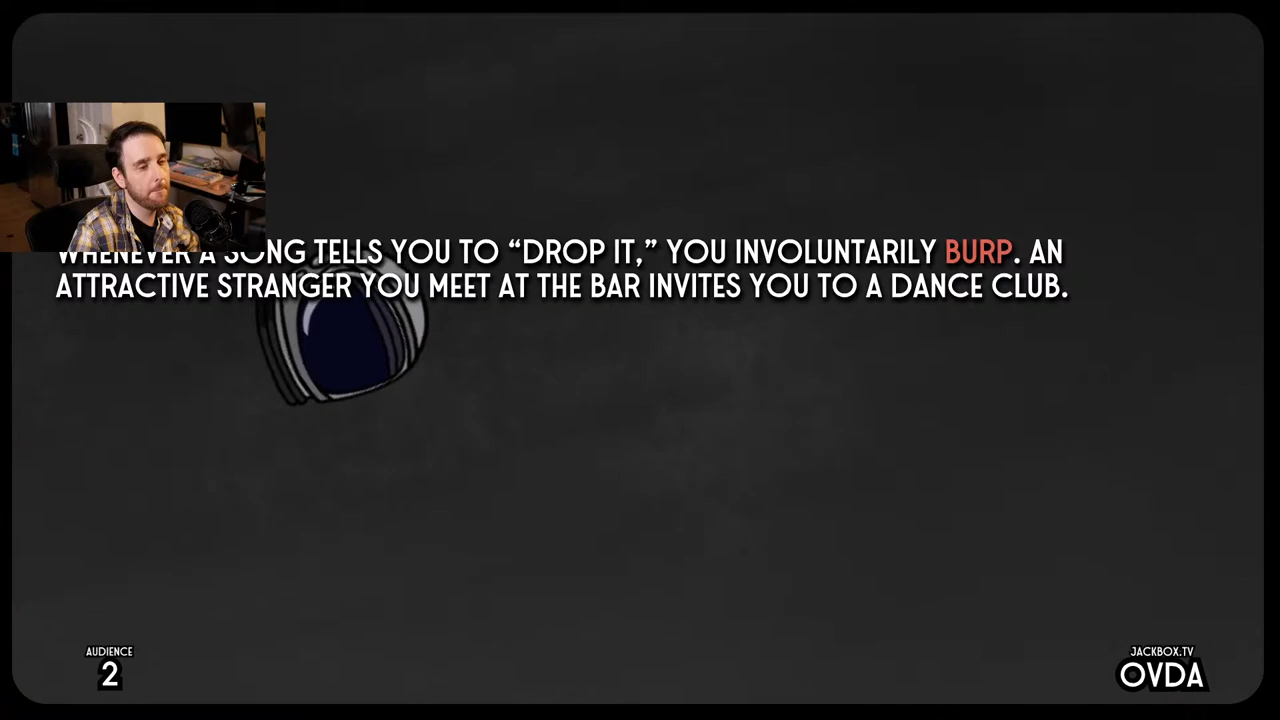 WHENEVER A SONG TELLS YOU TO “DROP IT,” YOU INVOLUNTARILY BURP. AN
ATTRACTIVE STRANGER YOU MEET AT THE BAR INVITES YOU TO A DANCE CLUB.
AUDIENCE
2
JACKBOX.TV
OVDA